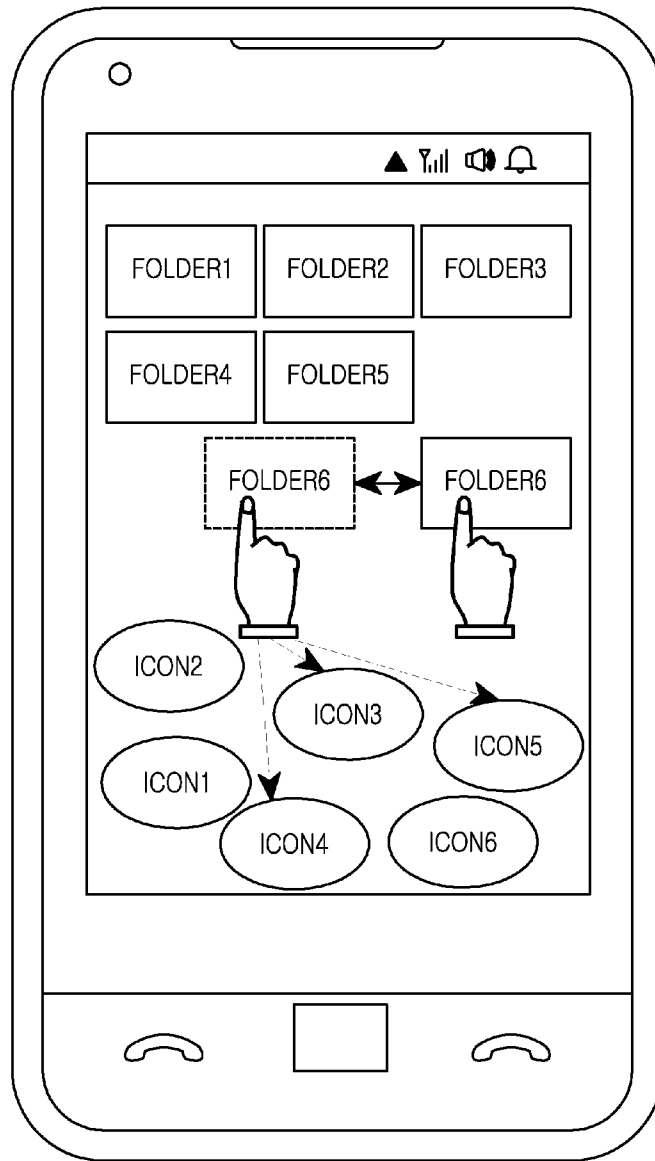 FOLDER1 FOLDER2 FOLDER3
FOLDER4 FOLDER5
FOLDER6 FOLDER6
ICON2
ICON3
ICON5
ICON1
ICON4
ICON6